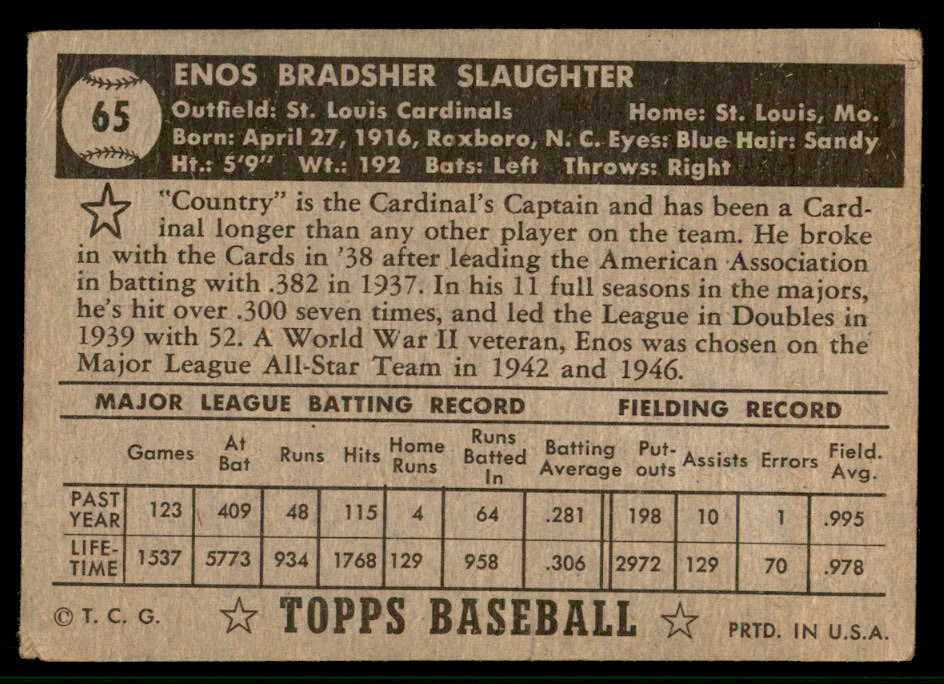 65
ENOS BRADSHER SLAUGHTER
Outfield: St. Louis Cardinals Home: St. Louis, Mo.
Born: April 27, 1916, Roxboro, N. C. Eyes: Blue Hair: Sandy
Ht.: 5'9" Wt.: 192 Bats: Left Throws: Right
"Country" is the Cardinal's Captain and has been a Card-
inal longer than any other player on the team. He broke
in with the Cards in '38 after leading the American Association
in batting with .382 in 1937. In his 11 full seasons in the majors,
he's hit over .300 seven times, and led the League in Doubles in
1939 with 52. A World War II veteran, Enos was chosen on the
Major League All-Star Team in 1942 and 1946.
MAJOR LEAGUE BATTING RECORD FIELDING RECORD
Games At Bat Runs Hits Home Runs Runs Batted In Batting Average Put-outs Assists Errors Field. Avg.
PAST YEAR 123 409 48 115 4 64 .281 198 10 1 .995
LIFE-TIME 1537 5773 934 1768 129 958 .306 2972 129 70 .978
© T. C. G. TOPPS BASEBALL PRTD. IN U.S.A.